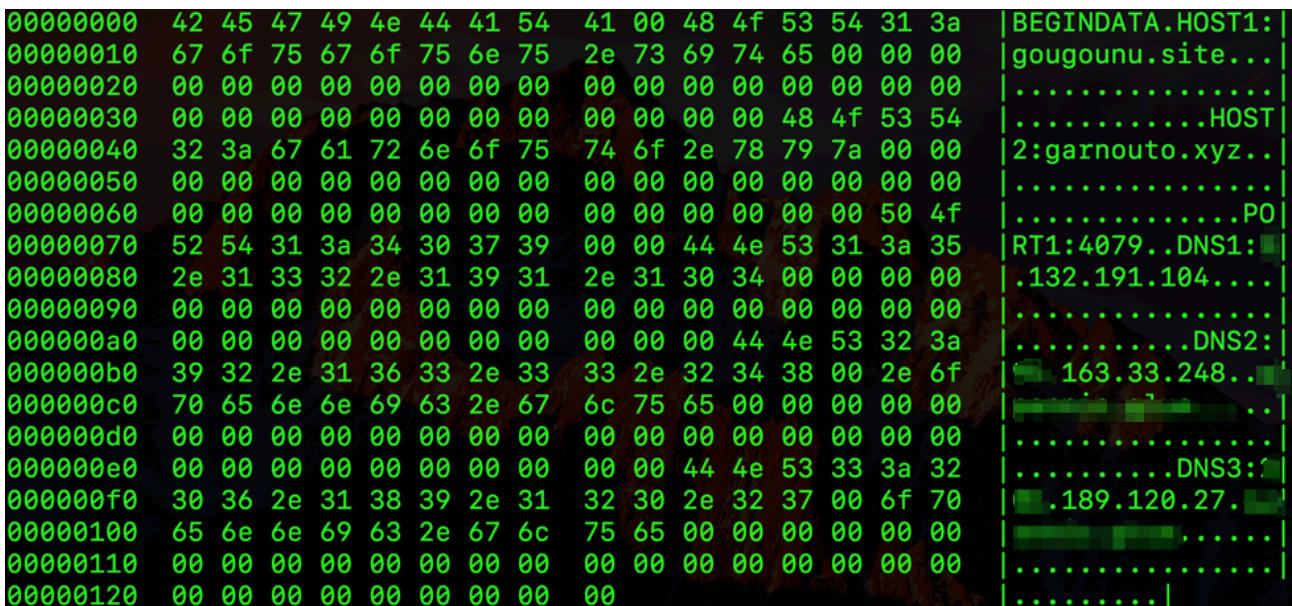 00000000 42 45 47 49 4e 44 41 54 41 00 48 4f 53 54 31 3a |BEGINDATA.HOST1:|
00000010 67 6f 75 67 6f 75 6e 75 2e 73 69 74 65 00 00 00 |gougounu.site...|
00000020 00 00 00 00 00 00 00 00 00 00 00 00 00 00 00 00 |................|
00000030 00 00 00 00 00 00 00 00 00 00 00 00 48 4f 53 54 |............HOST|
00000040 32 3a 67 61 72 6e 6f 75 74 6f 2e 78 79 7a 00 00 |2:garnouto.xyz..|
00000050 00 00 00 00 00 00 00 00 00 00 00 00 00 00 00 00 |................|
00000060 00 00 00 00 00 00 00 00 00 00 00 00 00 00 50 4f |..............PO|
00000070 52 54 31 3a 34 30 37 39 00 00 44 4e 53 31 3a 35 |RT1:4079..DNS1:
00000080 2e 31 33 32 2e 31 39 31 2e 31 30 34 00 00 00 00 |.132.191.104....|
00000090 00 00 00 00 00 00 00 00 00 00 00 00 00 00 00 00 |................|
000000a0 00 00 00 00 00 00 00 00 00 00 00 44 4e 53 32 3a |...........DNS2:|
000000b0 39 32 2e 31 36 33 2e 33 33 2e 32 34 38 00 2e 6f | 163.33.248..
000000c0 70 65 6e 6e 69 63 2e 67 6c 75 65 00 00 00 00 00 | ..|
000000d0 00 00 00 00 00 00 00 00 00 00 00 00 00 00 00 00 |................|
000000e0 00 00 00 00 00 00 00 00 00 00 44 4e 53 33 3a 32 |..........DNS3:
000000f0 30 36 2e 31 38 39 2e 31 32 30 2e 32 37 00 6f 70 | .189.120.27.
00000100 65 6e 6e 69 63 2e 67 6c 75 65 00 00 00 00 00 00 | ......|
00000110 00 00 00 00 00 00 00 00 00 00 00 00 00 00 00 00 |................|
00000120 00 00 00 00 00 00 00 00 00 |.........|